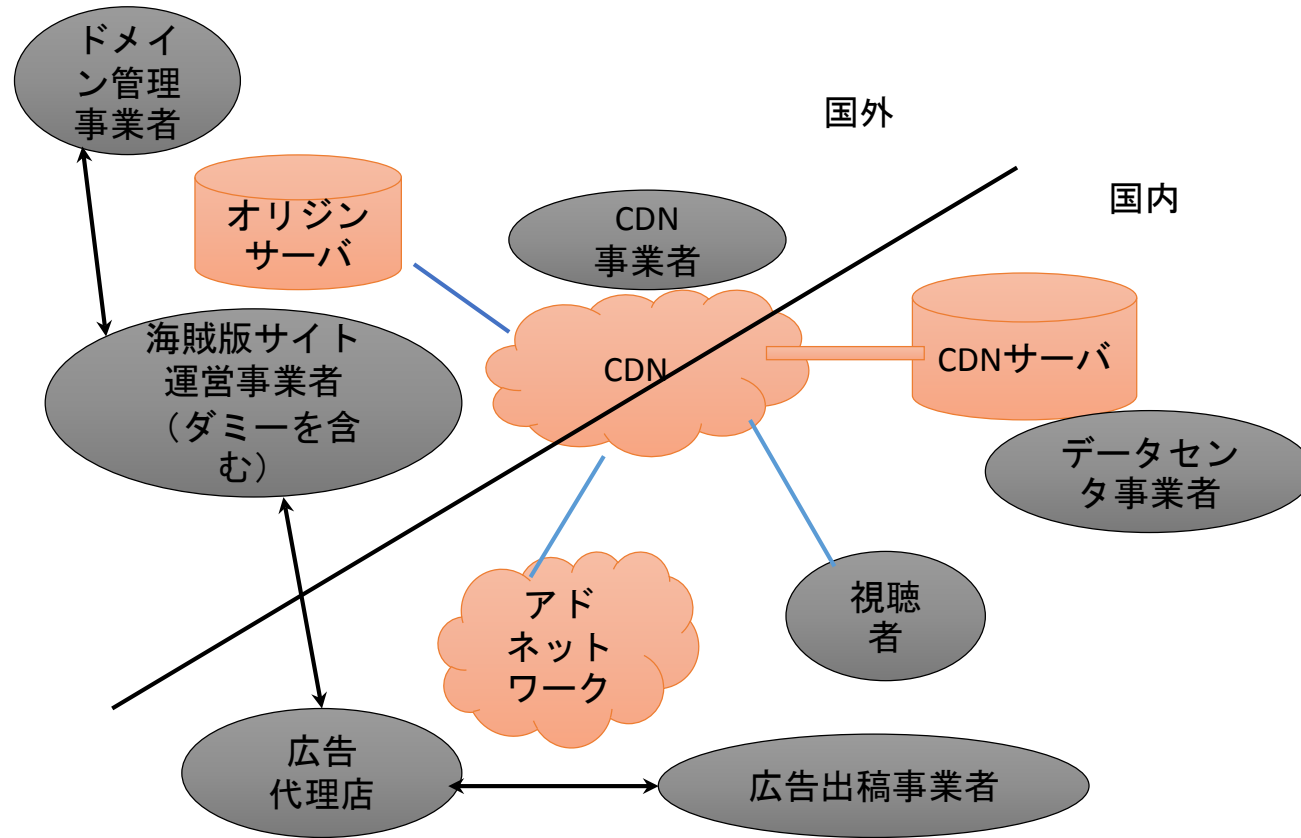 ドメイ
ン管理
事業者
国外
国内
オリジン
サーバ
CDN
事業者
海賊版サイト
運営事業者
（ダミーを含
む）
CDN
CDNサーバ
データセン
タ事業者
アド
ネット
ワーク
視聴
者
広告
代理店
広告出稿事業者